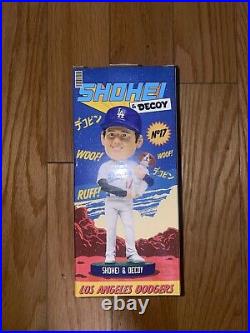 SHOHEI
& DECOY
デコピン
Nº17
WOOF!
WOOF!
デコピン
RUFF!
LA
17
SHOHEI & DECOY
LOS ANGELES DODGERS